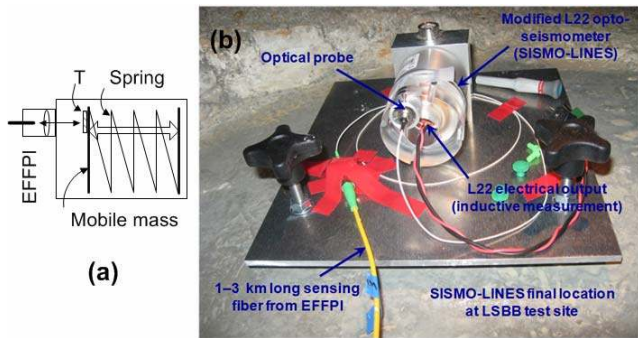 (a)
T
Spring
EFFPI
Mobile mass
(b)
Modified L22 opto-
seismometer
(SISMO-LINES)
Optical probe
L22 electrical output
(inductive measurement)
1–3 km long sensing
fiber from EFFPI
SISMO-LINES final location
at LSBB test site